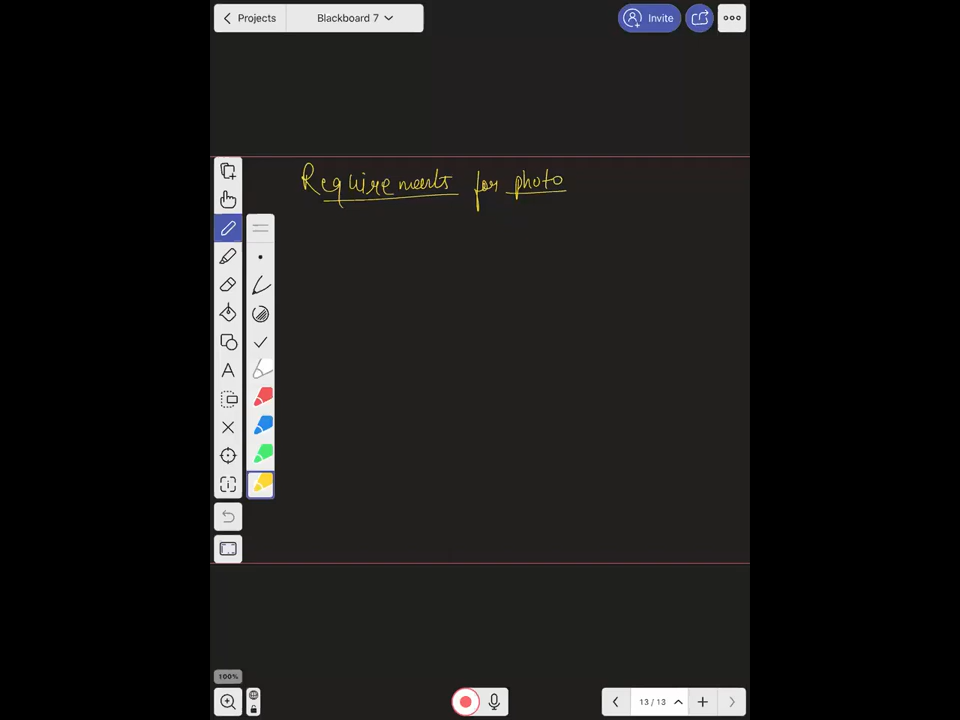 Projects
Blackboard 7
Invite
Requirements for photo
A
100%
13 / 13